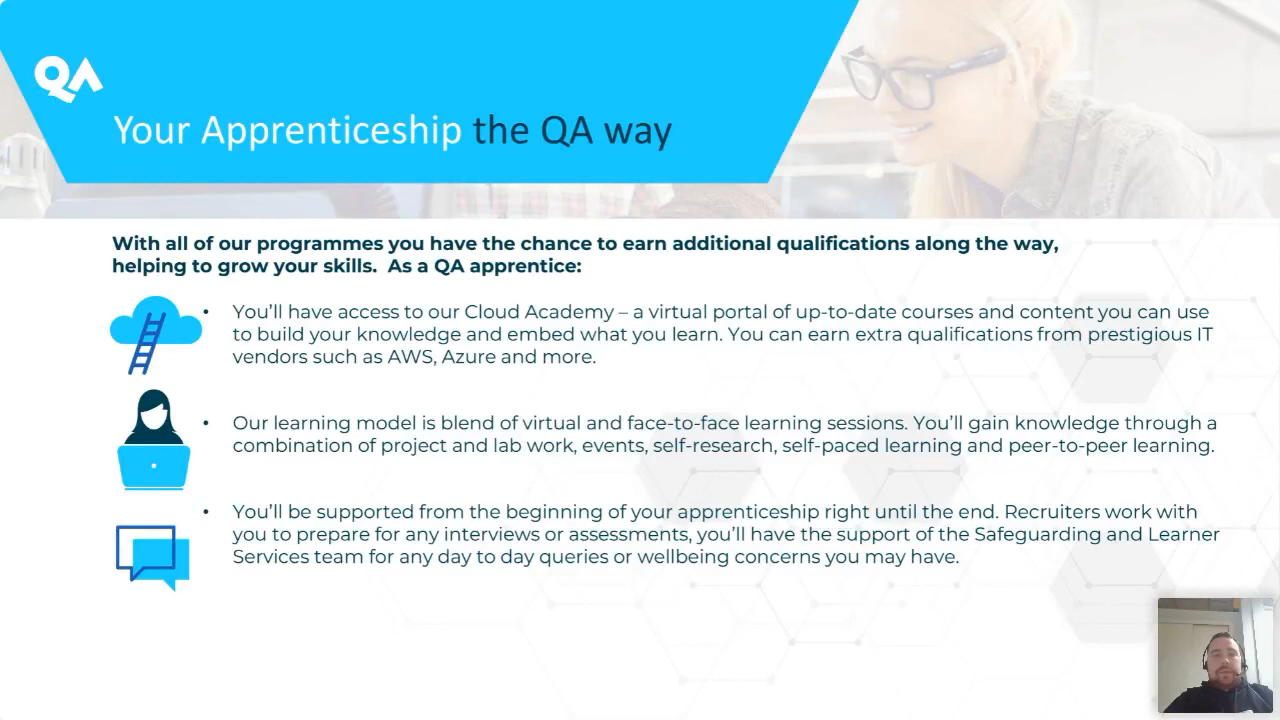 QA
Your Apprenticeship the QA way
With all of our programmes you have the chance to earn additional qualifications along the way,
helping to grow your skills.  As a QA apprentice:
• You'll have access to our Cloud Academy – a virtual portal of up-to-date courses and content you can use
to build your knowledge and embed what you learn. You can earn extra qualifications from prestigious IT
vendors such as AWS, Azure and more.
• Our learning model is blend of virtual and face-to-face learning sessions. You'll gain knowledge through a
combination of project and lab work, events, self-research, self-paced learning and peer-to-peer learning.
• You'll be supported from the beginning of your apprenticeship right until the end. Recruiters work with
you to prepare for any interviews or assessments, you'll have the support of the Safeguarding and Learner
Services team for any day to day queries or wellbeing concerns you may have.